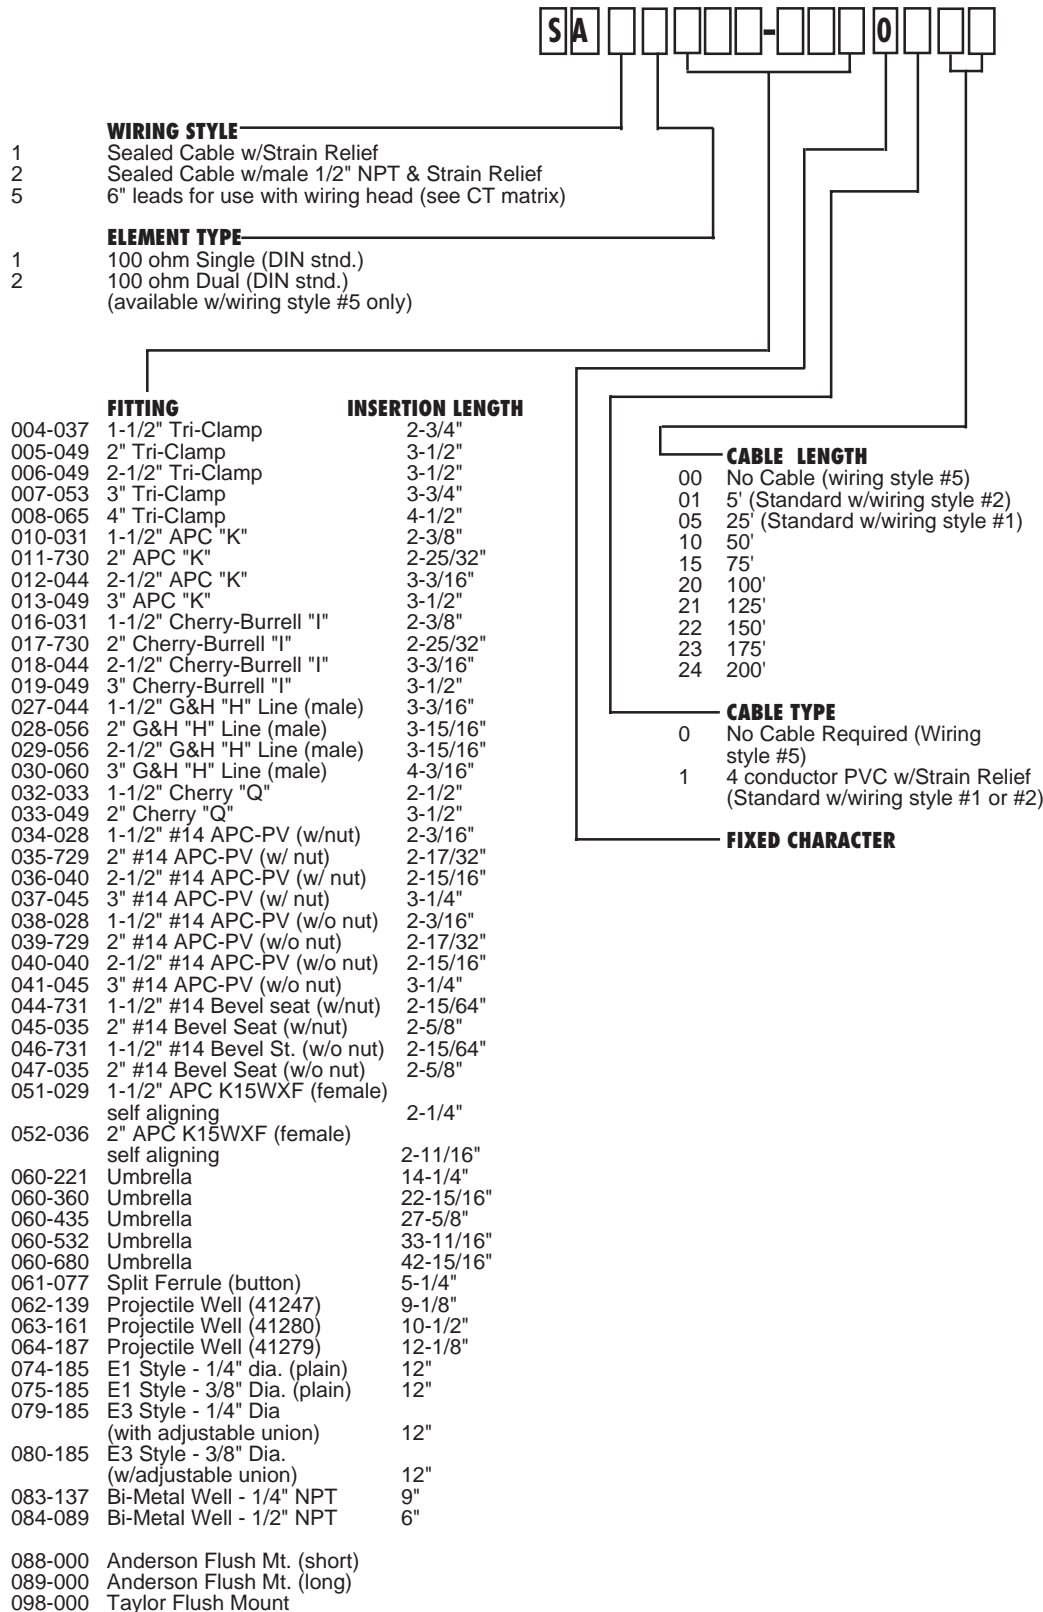 SA - 0
WIRING STYLE
1 Sealed Cable w/Strain Relief
2 Sealed Cable w/male 1/2" NPT & Strain Relief
5 6" leads for use with wiring head (see CT matrix)
ELEMENT TYPE
1 100 ohm Single (DIN stnd.)
2 100 ohm Dual (DIN stnd.)
(available w/wiring style #5 only)
FITTING INSERTION LENGTH
004-037 1-1/2" Tri-Clamp 2-3/4"
005-049 2" Tri-Clamp 3-1/2"
006-049 2-1/2" Tri-Clamp 3-1/2"
007-053 3" Tri-Clamp 3-3/4"
008-065 4" Tri-Clamp 4-1/2"
010-031 1-1/2" APC "K" 2-3/8"
011-730 2" APC "K" 2-25/32"
012-044 2-1/2" APC "K" 3-3/16"
013-049 3" APC "K" 3-1/2"
016-031 1-1/2" Cherry-Burrell "I" 2-3/8"
017-730 2" Cherry-Burrell "I" 2-25/32"
018-044 2-1/2" Cherry-Burrell "I" 3-3/16"
019-049 3" Cherry-Burrell "I" 3-1/2"
027-044 1-1/2" G&H "H" Line (male) 3-3/16"
028-056 2" G&H "H" Line (male) 3-15/16"
029-056 2-1/2" G&H "H" Line (male) 3-15/16"
030-060 3" G&H "H" Line (male) 4-3/16"
032-033 1-1/2" Cherry "Q" 2-1/2"
033-049 2" Cherry "Q" 3-1/2"
034-028 1-1/2" #14 APC-PV (w/nut) 2-3/16"
035-729 2" #14 APC-PV (w/ nut) 2-17/32"
036-040 2-1/2" #14 APC-PV (w/ nut) 2-15/16"
037-045 3" #14 APC-PV (w/ nut) 3-1/4"
038-028 1-1/2" #14 APC-PV (w/o nut) 2-3/16"
039-729 2" #14 APC-PV (w/o nut) 2-17/32"
040-040 2-1/2" #14 APC-PV (w/o nut) 2-15/16"
041-045 3" #14 APC-PV (w/o nut) 3-1/4"
044-731 1-1/2" #14 Bevel seat (w/nut) 2-15/64"
045-035 2" #14 Bevel Seat (w/nut) 2-5/8"
046-731 1-1/2" #14 Bevel St. (w/o nut) 2-15/64"
047-035 2" #14 Bevel Seat (w/o nut) 2-5/8"
051-029 1-1/2" APC K15WXF (female)
self aligning 2-1/4"
052-036 2" APC K15WXF (female)
self aligning 2-11/16"
060-221 Umbrella 14-1/4"
060-360 Umbrella 22-15/16"
060-435 Umbrella 27-5/8"
060-532 Umbrella 33-11/16"
060-680 Umbrella 42-15/16"
061-077 Split Ferrule (button) 5-1/4"
062-139 Projectile Well (41247) 9-1/8"
063-161 Projectile Well (41280) 10-1/2"
064-187 Projectile Well (41279) 12-1/8"
074-185 E1 Style - 1/4" dia. (plain) 12"
075-185 E1 Style - 3/8" Dia. (plain) 12"
079-185 E3 Style - 1/4" Dia
(with adjustable union) 12"
080-185 E3 Style - 3/8" Dia.
(w/adjustable union) 12"
083-137 Bi-Metal Well - 1/4" NPT 9"
084-089 Bi-Metal Well - 1/2" NPT 6"
088-000 Anderson Flush Mt. (short)
089-000 Anderson Flush Mt. (long)
098-000 Taylor Flush Mount
CABLE LENGTH
00 No Cable (wiring style #5)
01 5' (Standard w/wiring style #2)
05 25' (Standard w/wiring style #1)
10 50'
15 75'
20 100'
21 125'
22 150'
23 175'
24 200'
CABLE TYPE
0 No Cable Required (Wiring
style #5)
1 4 conductor PVC w/Strain Relief
(Standard w/wiring style #1 or #2)
FIXED CHARACTER